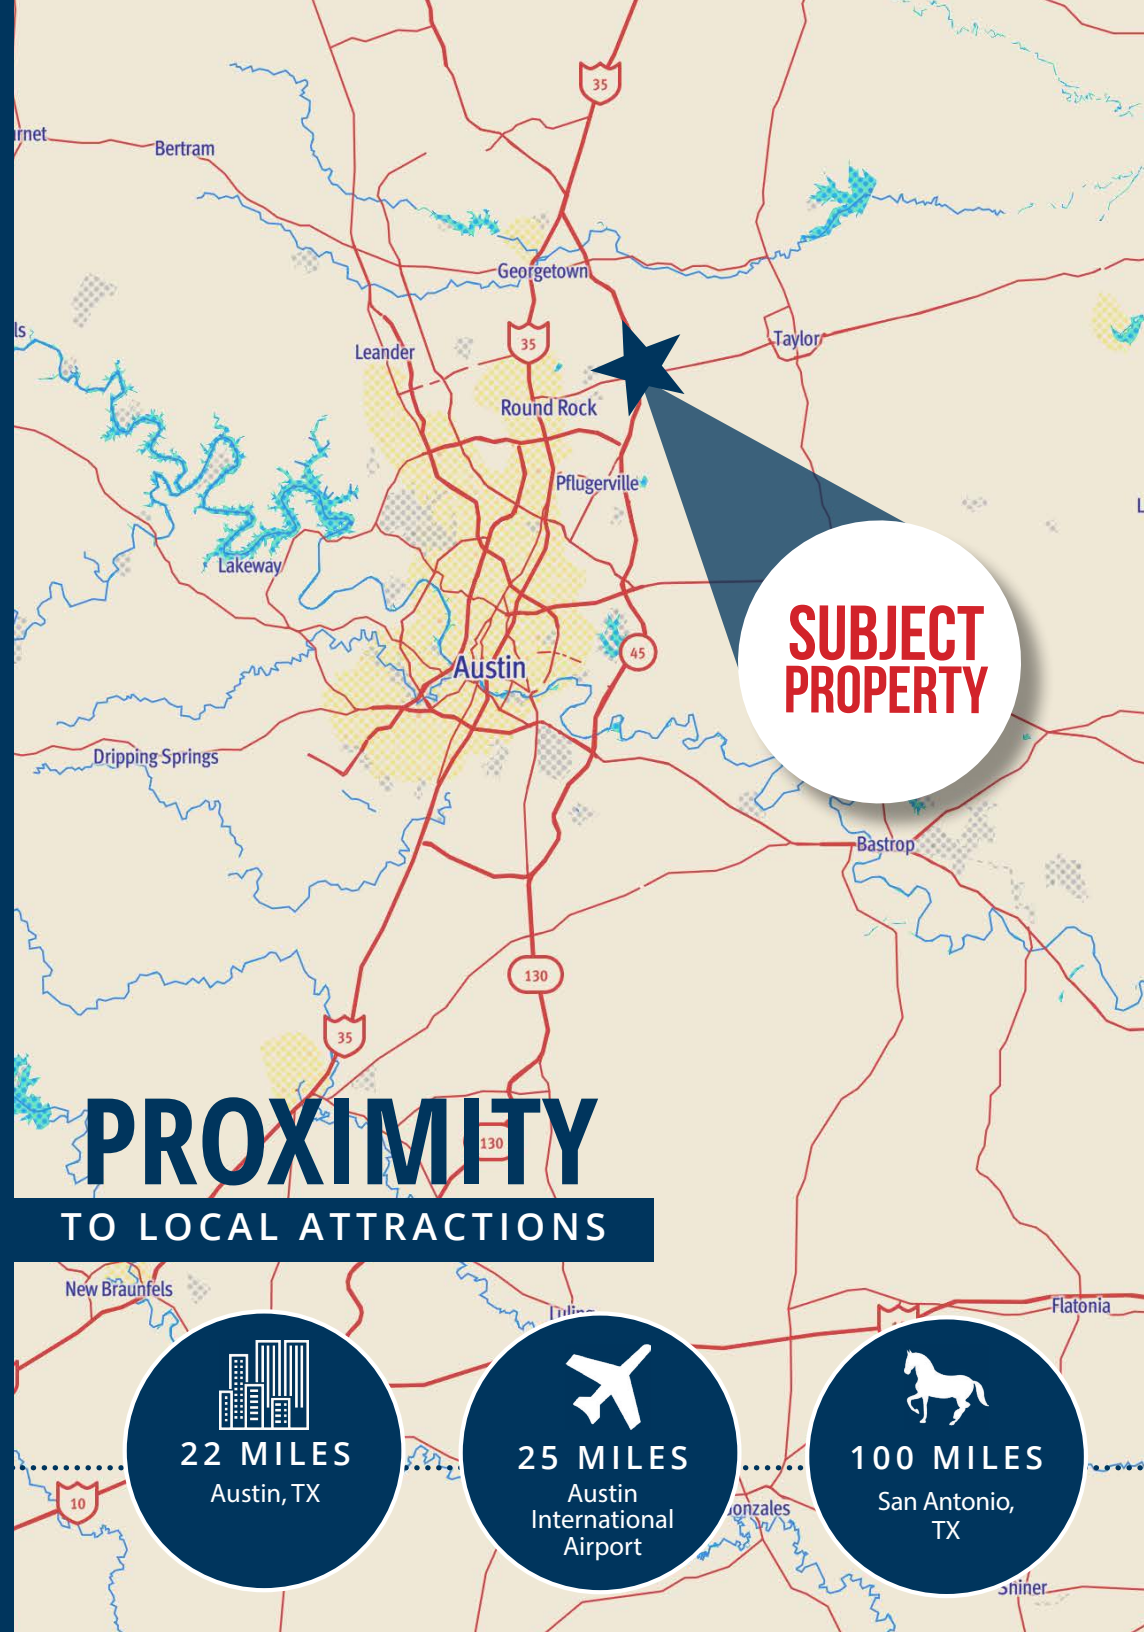 35
Bertram
Georgetown
35
Leander
Taylor
Round Rock
Pflugerville
Lakeway
SUBJECT
PROPERTY
45
Austin
Dripping Springs
Bastrop
130
35
PROXIMITY
130
TO LOCAL ATTRACTIONS
New Braunfels
Flatonia
22 MILES
Austin, TX
25 MILES
Austin
International
Airport
100 MILES
San Antonio,
TX
10